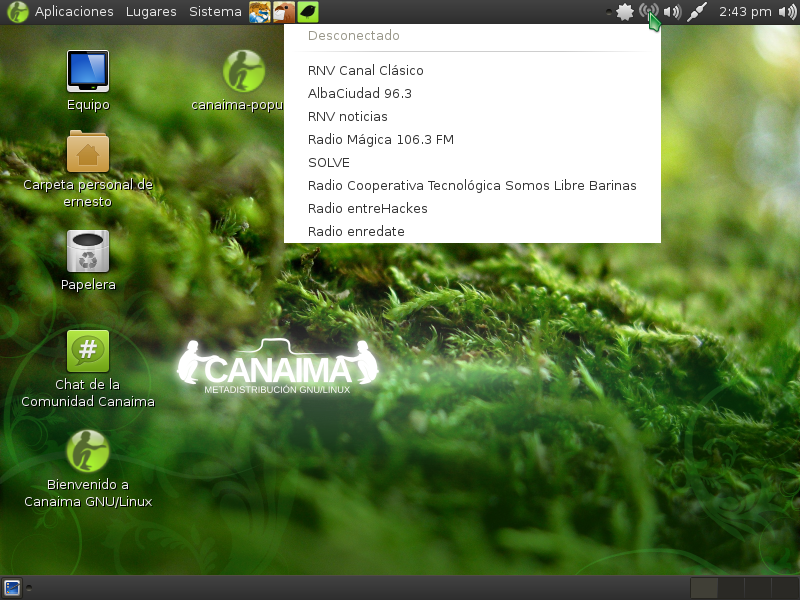 Aplicaciones Lugares Sistema 2:43 pm
Desconectado
RNV Canal Clásico
AlbaCiudad 96.3
RNV noticias
Radio Mágica 106.3 FM
SOLVE
Radio Cooperativa Tecnológica Somos Libre Barinas
Radio entreHackes
Radio enredate
Equipo
canaima-popu
Carpeta personal de
ernesto
Papelera
#
Chat de la
Comunidad Canaima
Bienvenido a
Canaima GNU/Linux
CANAIMA
METADISTRIBUCIÓN GNU/LINUX